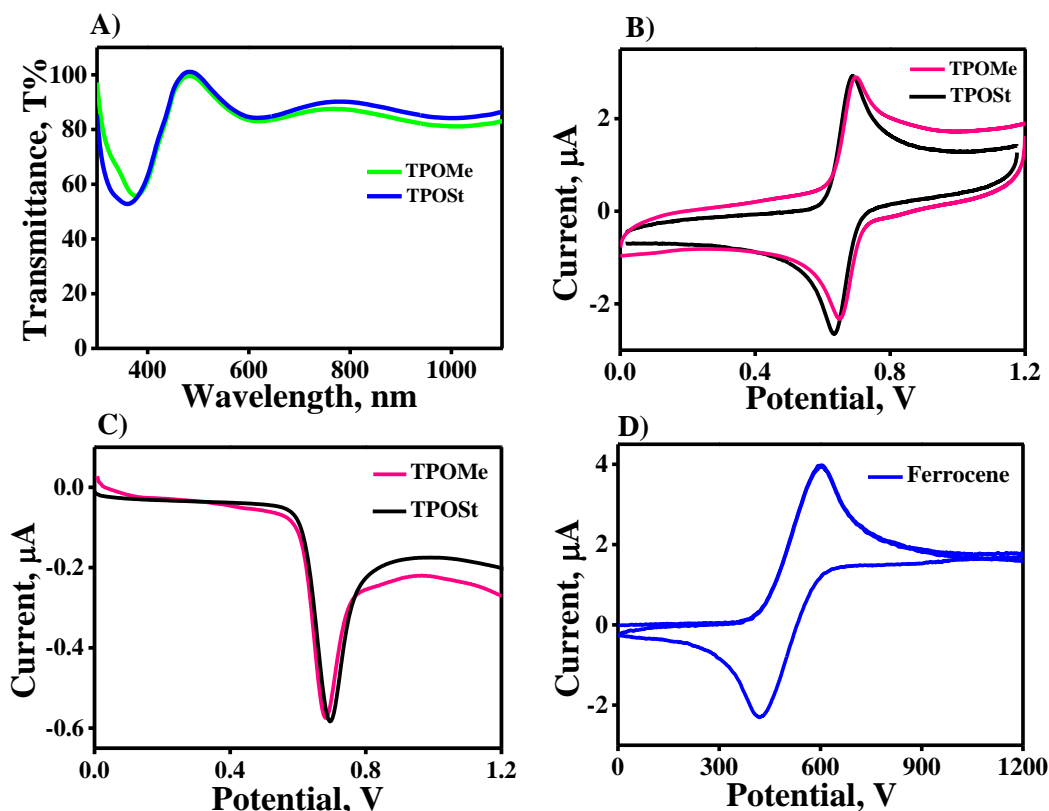 A)
Transmittance, T%
100
80
60
40
20
0
TPOMe
TPOSt
400
600
800
1000
Wavelength, nm
B)
Current, μA
2
0
-2
TPOMe
TPOSt
0.0
0.4
0.8
1.2
Potential, V
C)
Current, μA
0.0
-0.2
-0.4
-0.6
TPOMe
TPOSt
0.0
0.4
0.8
1.2
Potential, V
D)
Current, μA
4
2
0
-2
Ferrocene
0
300
600
900
1200
Potential, V